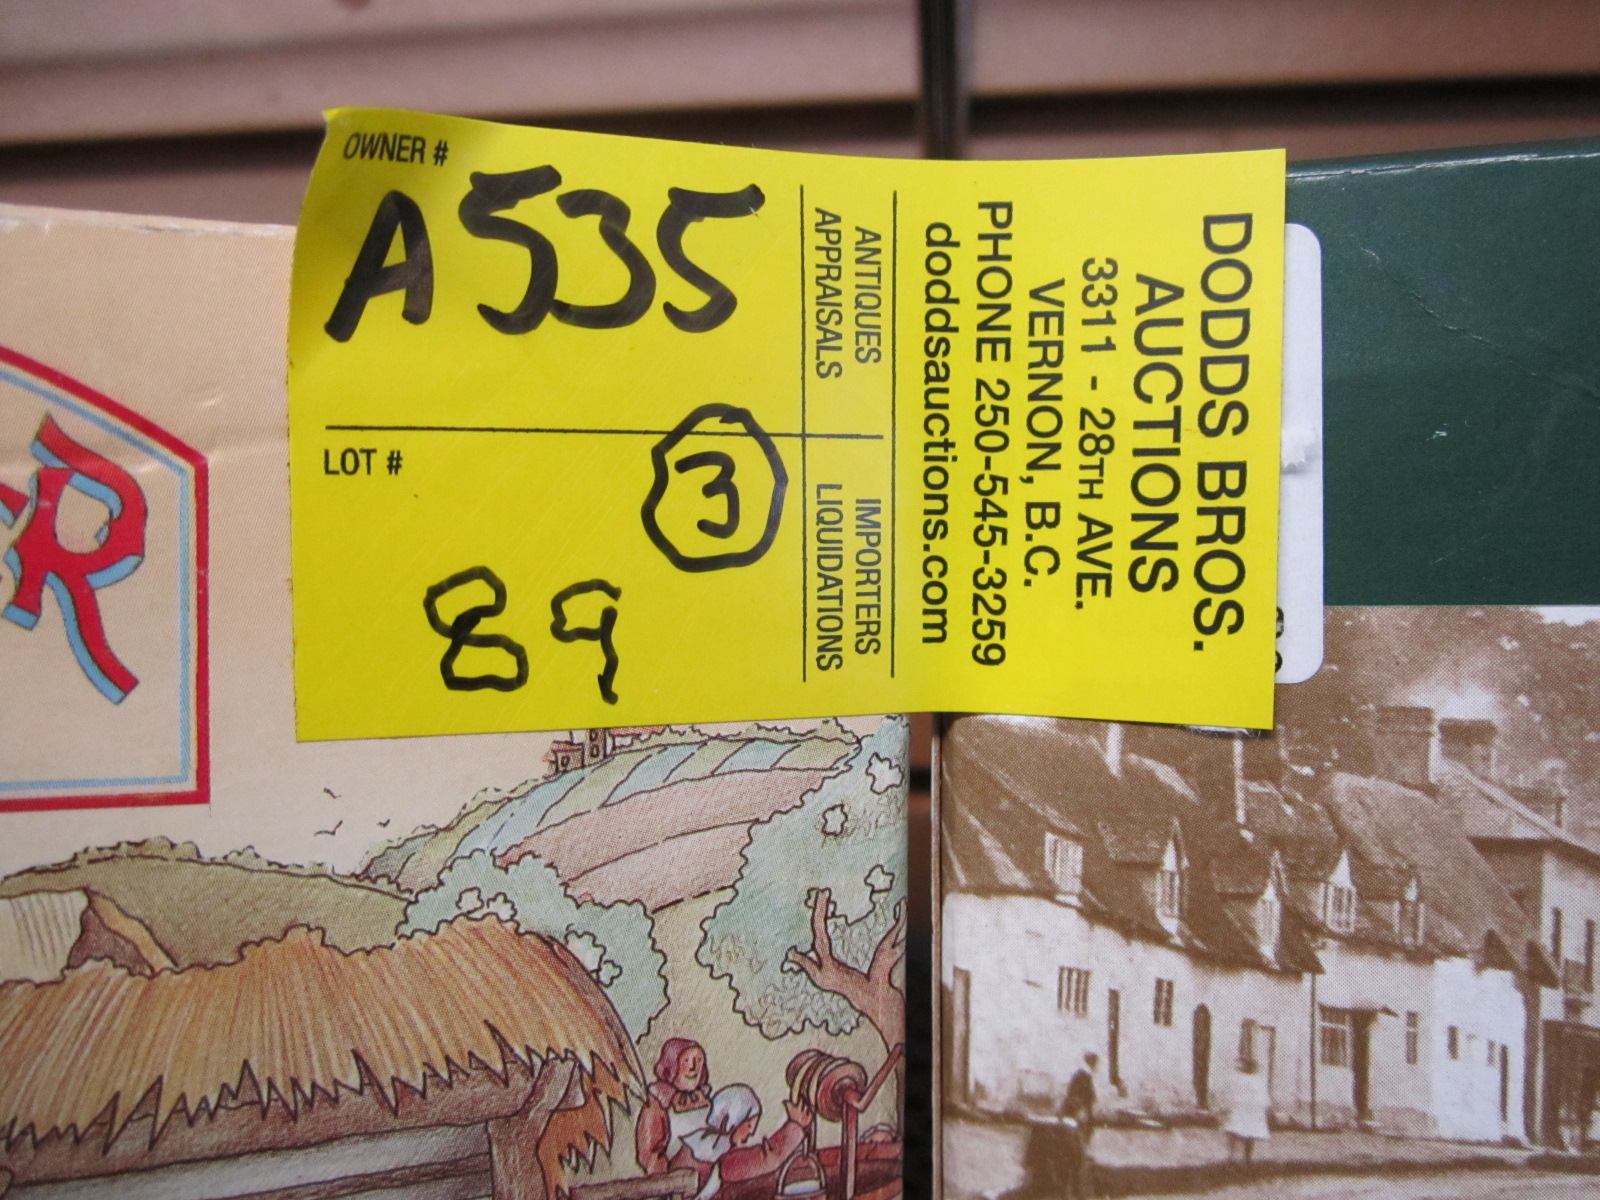 OWNER #
A535
LOT #
3
89
ANTIQUES
APPRAISALS
IMPORTERS
LIQUIDATIONS
DODDS BROS.
AUCTIONS
3311 - 28TH AVE.
VERNON, B.C.
PHONE 250-545-3259
doddsauctions.com
R